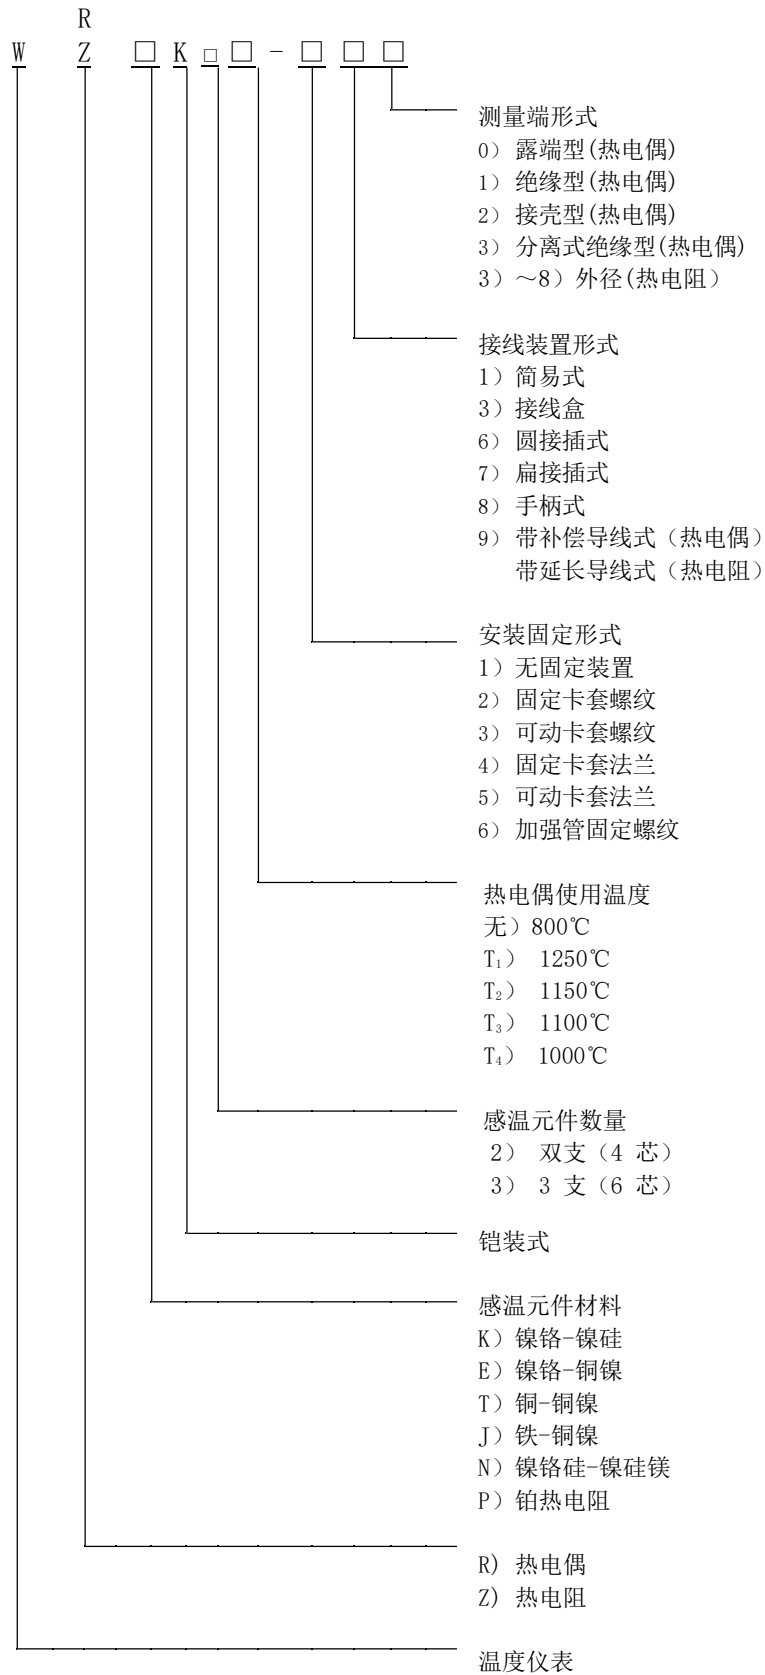 R
W Z □ K □ □ - □ □ □
测量端形式
0) 露端型(热电偶)
1) 绝缘型(热电偶)
2) 接壳型(热电偶)
3) 分离式绝缘型(热电偶)
3)～8)外径(热电阻)
接线装置形式
1)简易式
3)接线盒
6) 圆接插式
7) 扁接插式
8) 手柄式
9) 带补偿导线式（热电偶）
带延长导线式（热电阻）
安装固定形式
1)无固定装置
2) 固定卡套螺纹
3) 可动卡套螺纹
4) 固定卡套法兰
5) 可动卡套法兰
6) 加强管固定螺纹
热电偶使用温度
无)800℃
T₁） 1250℃
T₂） 1150℃
T₃） 1100℃
T₄） 1000℃
感温元件数量
2） 双支（4 芯）
3） 3 支（6 芯）
铠装式
感温元件材料
K）镍铬-镍硅
E）镍铬-铜镍
T）铜-铜镍
J）铁-铜镍
N）镍铬硅-镍硅镁
P）铂热电阻
R) 热电偶
Z) 热电阻
温度仪表